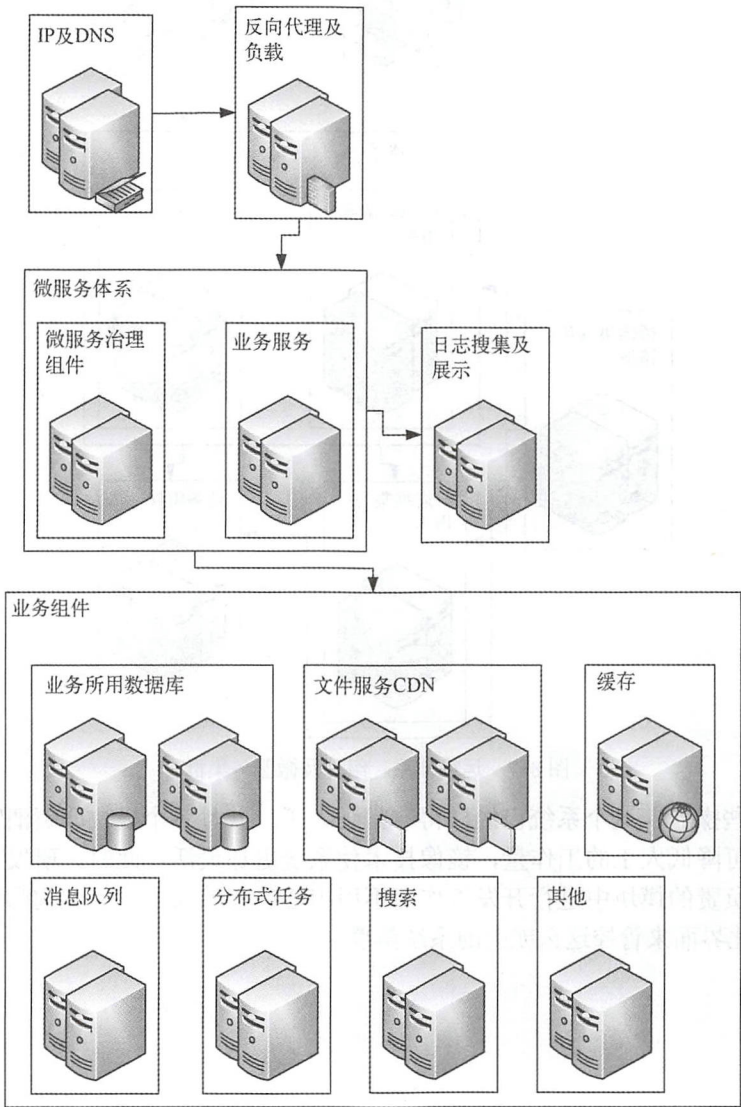 IP及DNS
反向代理及
负载
微服务体系
微服务治理
组件
业务服务
日志搜集及
展示
业务组件
业务所用数据库
文件服务CDN
缓存
消息队列
分布式任务
搜索
其他